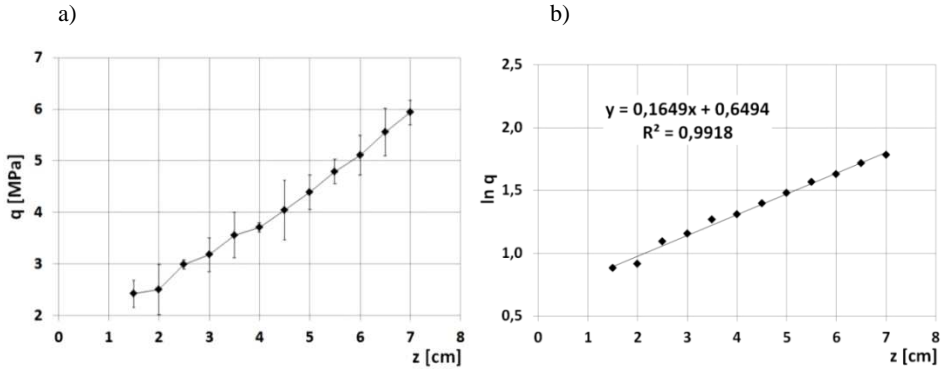 a)
b)
7
6
5
4
3
2
q [MPa]
0 1 2 3 4 5 6 7 8
z [cm]
2,5
2,0
1,5
1,0
0,5
ln q
y = 0,1649x + 0,6494
R² = 0,9918
0 1 2 3 4 5 6 7 8
z [cm]